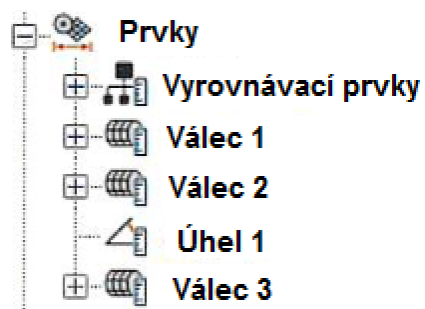 Prvky
Vyrovnávací prvky
Válec 1
Válec 2
Úhel 1
Válec 3